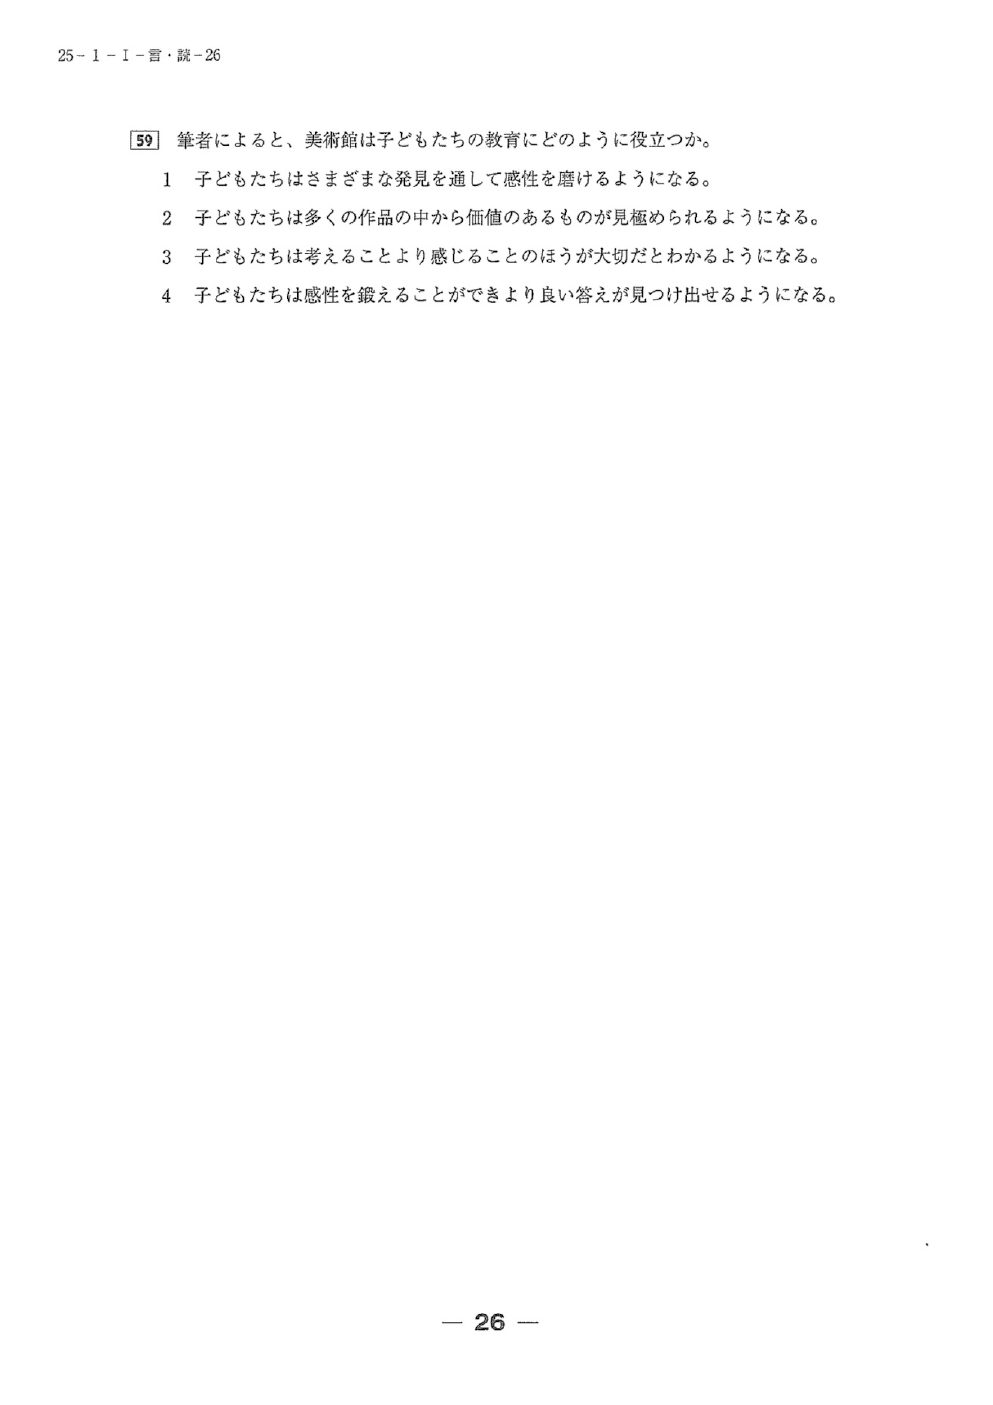 25－1－Ⅰ－言・読－26
59 筆者によると、美術館は子どもたちの教育にどのように役立つか。
1 子どもたちはさまざまな発見を通して感性を磨けるようになる。
2 子どもたちは多くの作品の中から価値のあるものが見極められるようになる。
3 子どもたちは考えることより感じることのほうが大切だとわかるようになる。
4 子どもたちは感性を鍛えることができより良い答えが見つけ出せるようになる。
— 26 —